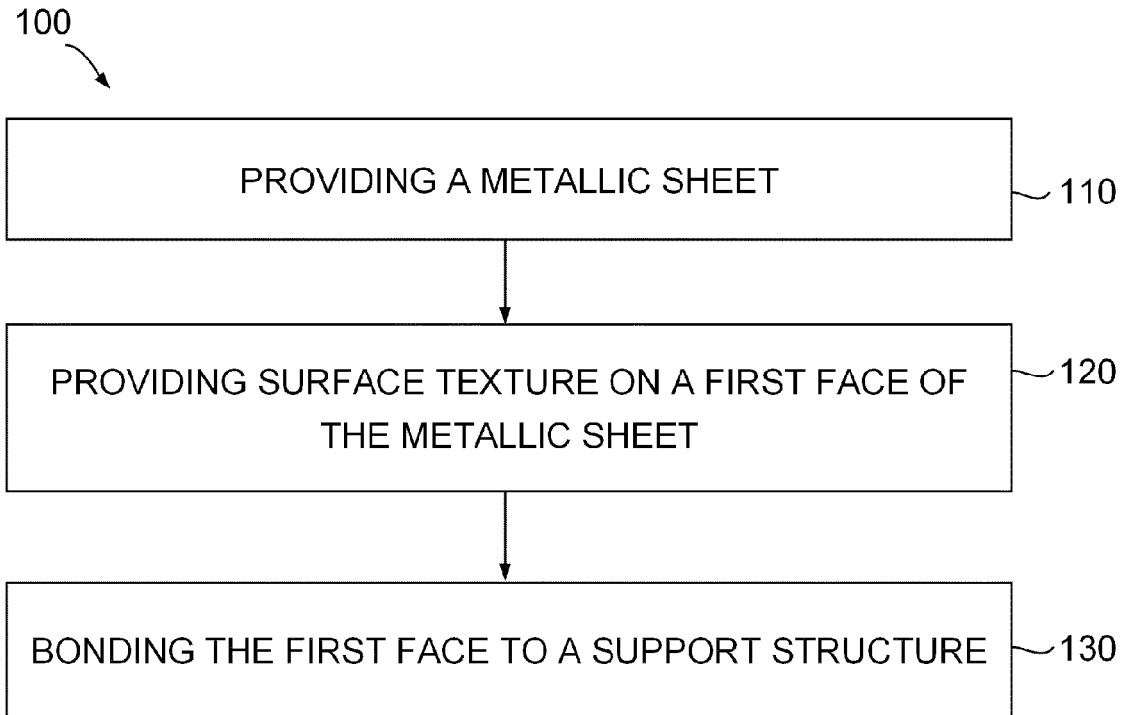 100
PROVIDING A METALLIC SHEET
110
PROVIDING SURFACE TEXTURE ON A FIRST FACE OF
THE METALLIC SHEET
120
BONDING THE FIRST FACE TO A SUPPORT STRUCTURE
130